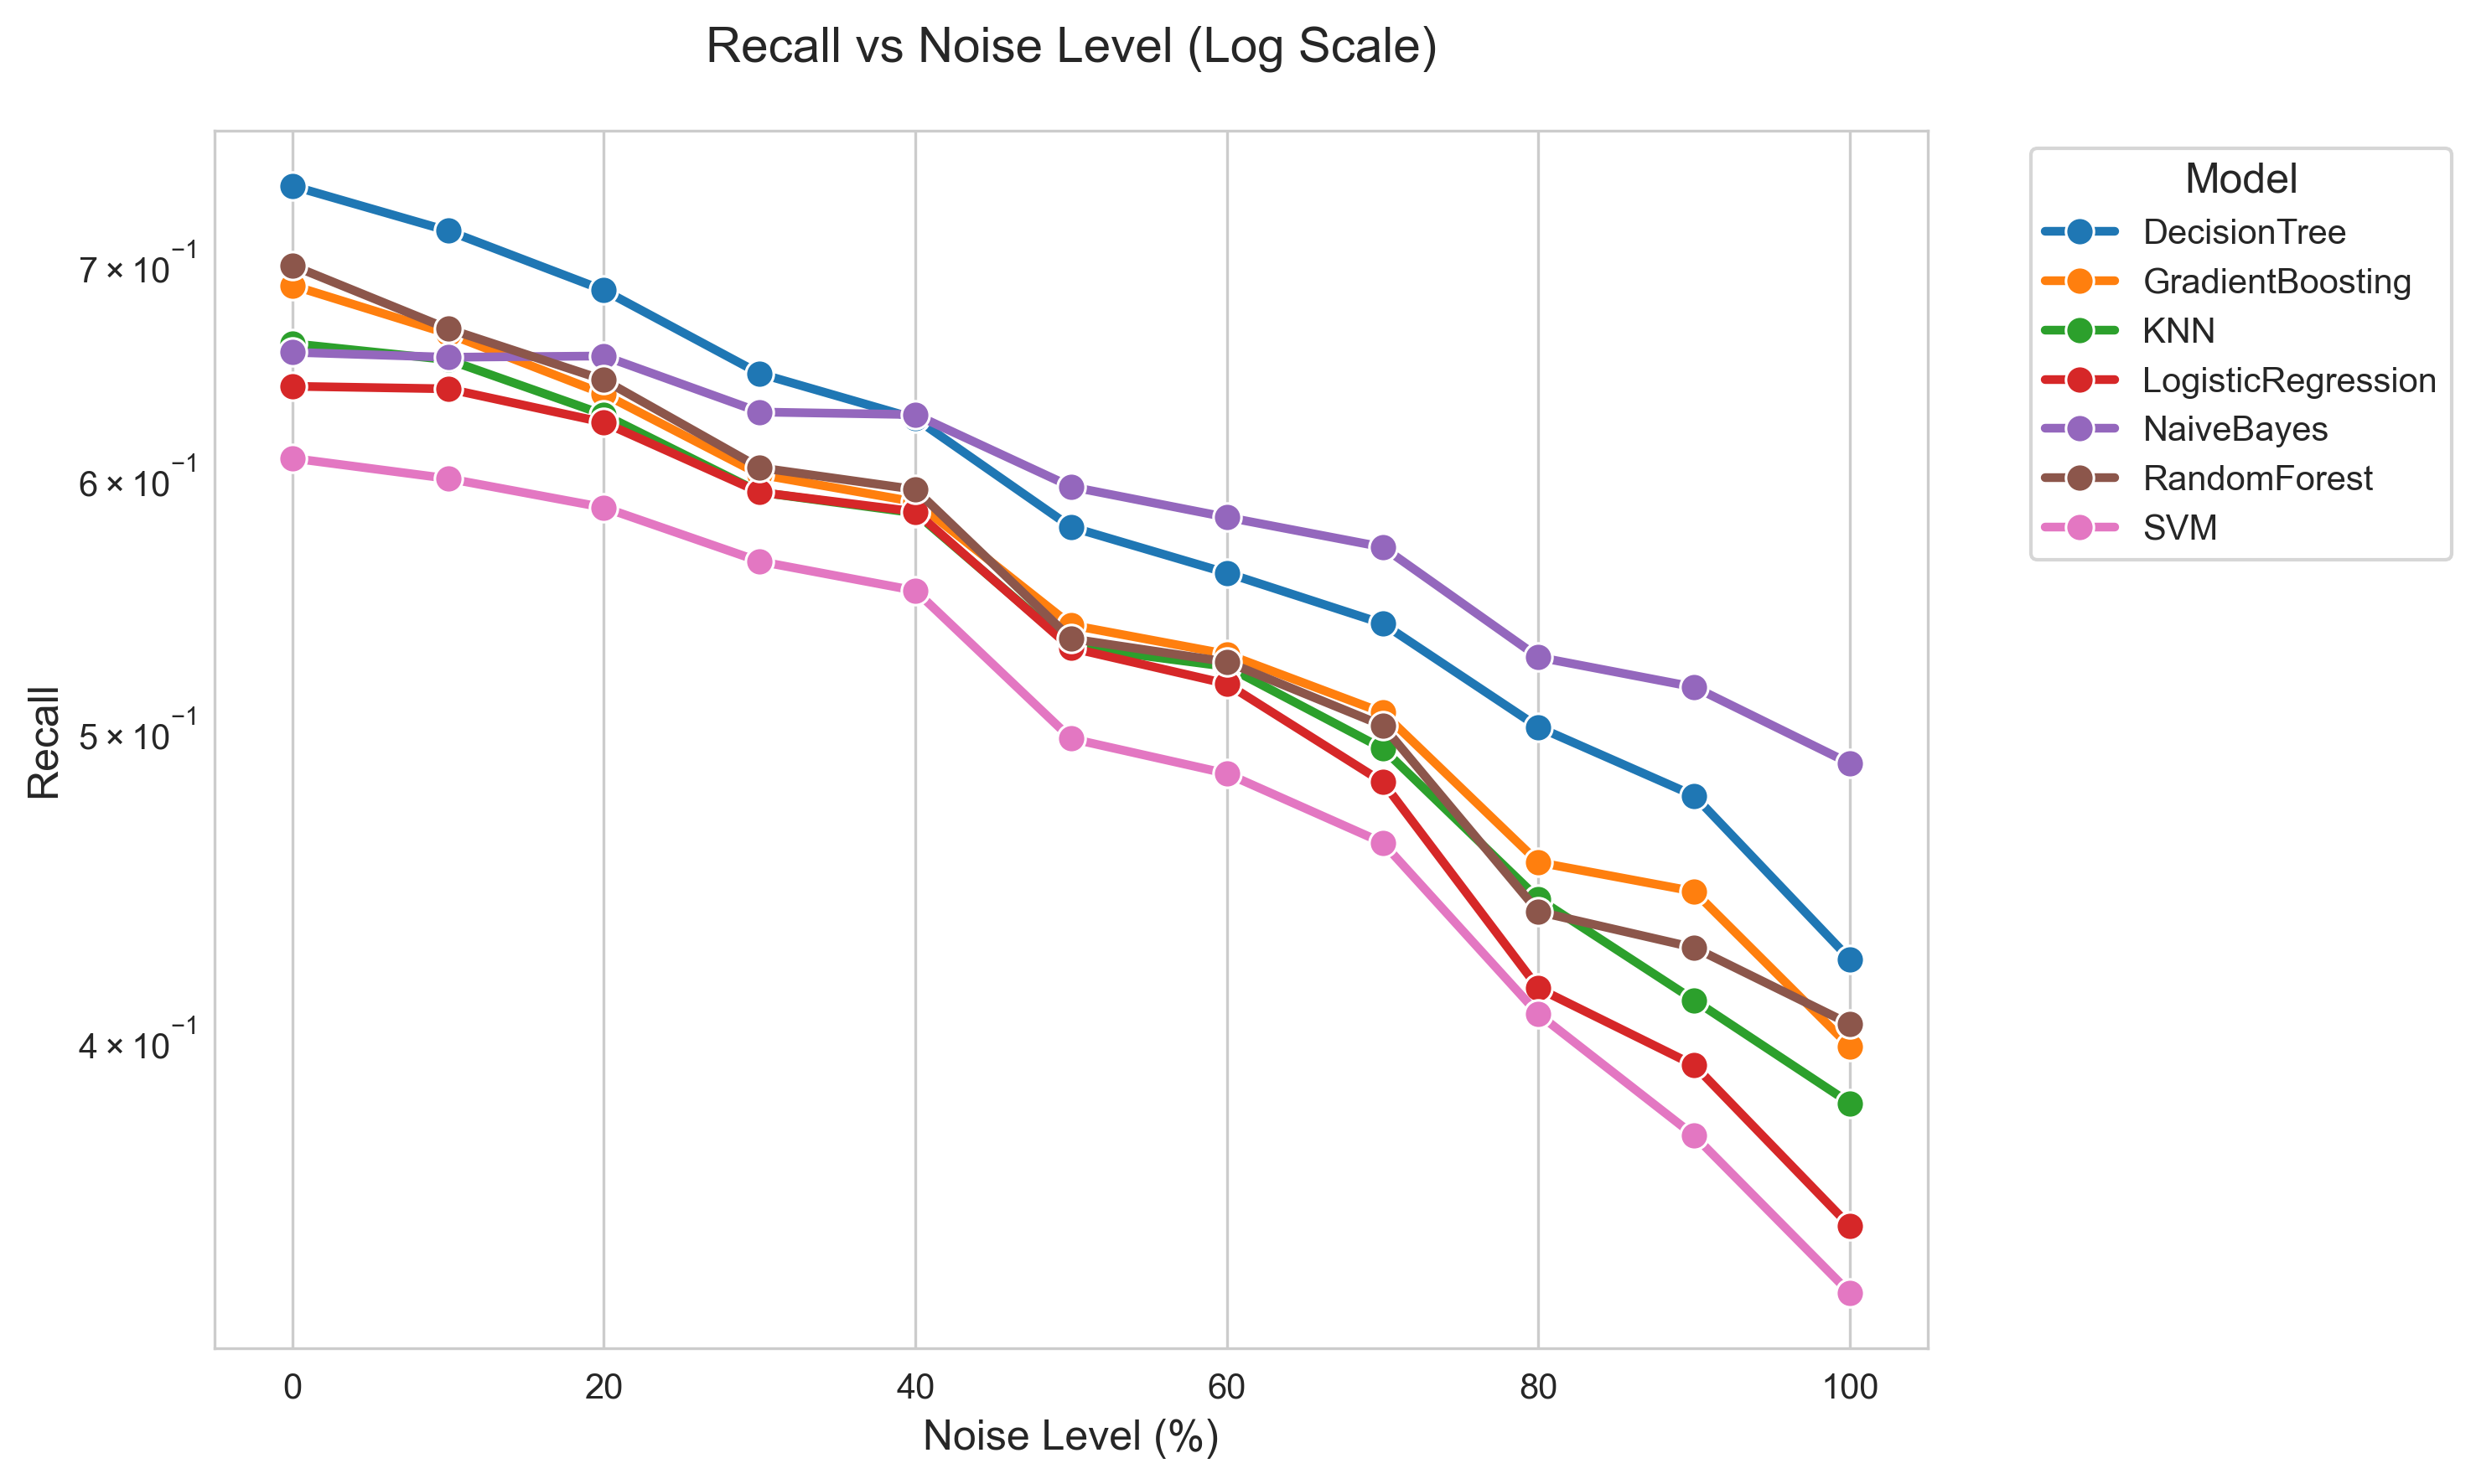 Recall vs Noise Level (Log Scale)
Recall
7 × 10⁻¹
6 × 10⁻¹
5 × 10⁻¹
4 × 10⁻¹
0 20 40 60 80 100
Noise Level (%)
Model
DecisionTree
GradientBoosting
KNN
LogisticRegression
NaiveBayes
RandomForest
SVM